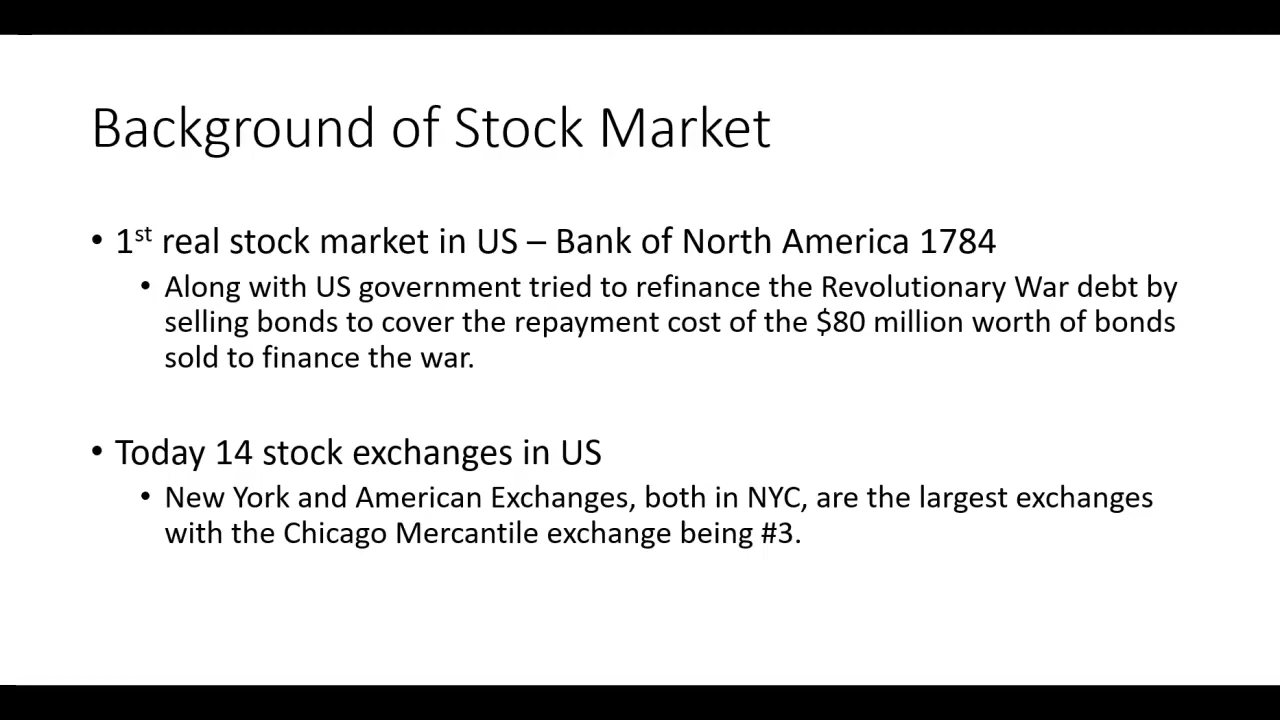 Background of Stock Market
• 1st real stock market in US – Bank of North America 1784
• Along with US government tried to refinance the Revolutionary War debt by
selling bonds to cover the repayment cost of the $80 million worth of bonds
sold to finance the war.
• Today 14 stock exchanges in US
• New York and American Exchanges, both in NYC, are the largest exchanges
with the Chicago Mercantile exchange being #3.